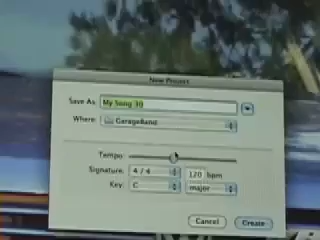 New Project
Save As: My Song 30
Where: GarageBand
Tempo:
Signature: 4 / 4 120 bpm
Key: C major
Cancel Create